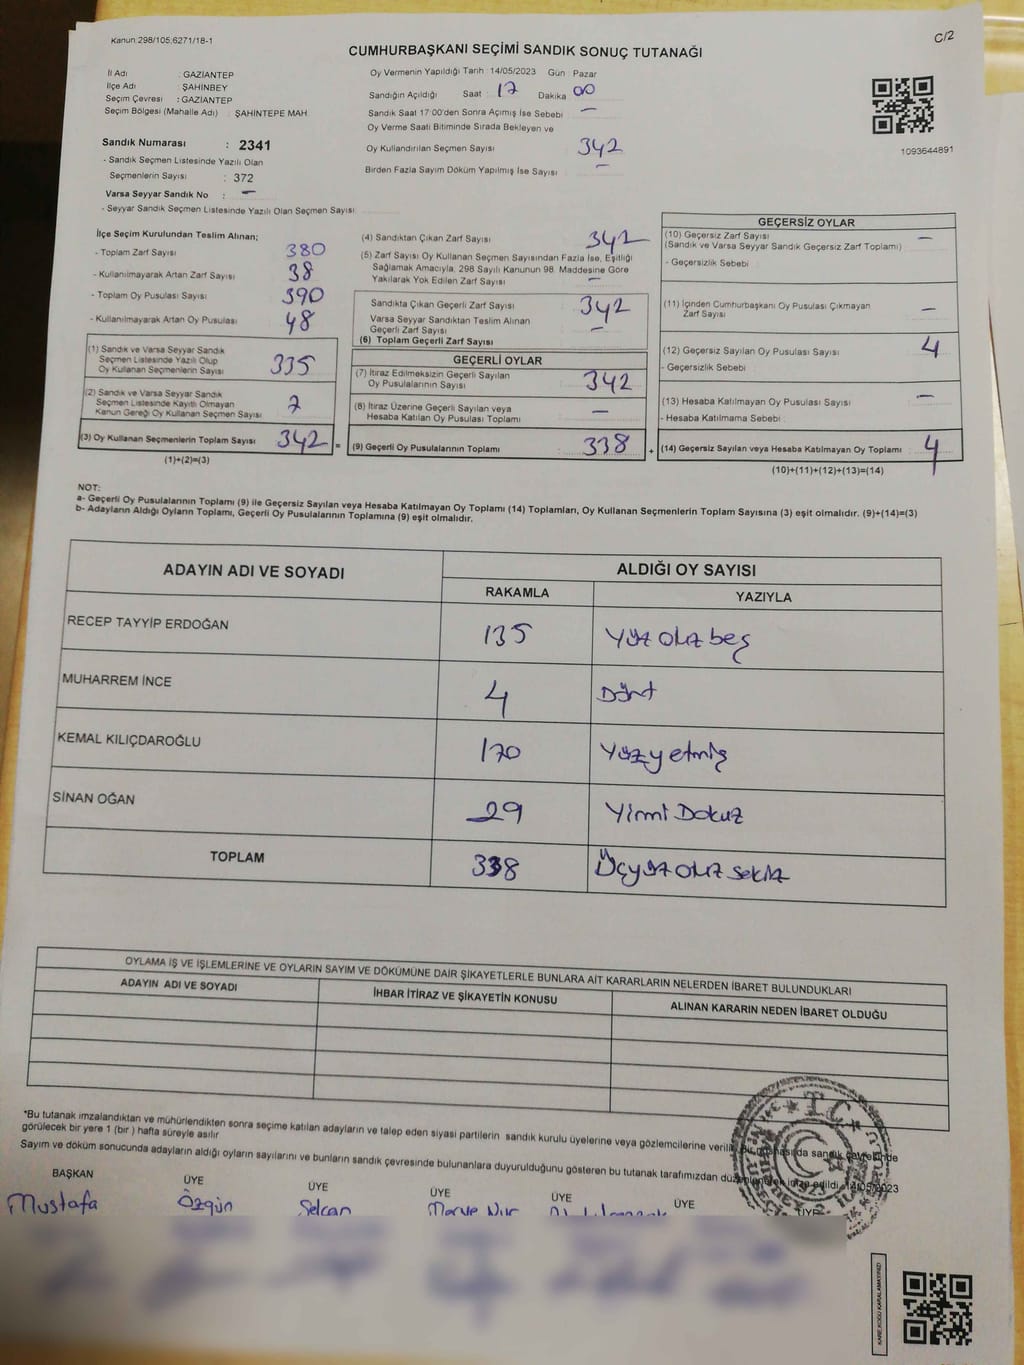 Kanun:298/105;6271/18-1
C/2
CUMHURBAŞKANI SEÇİMİ SANDIK SONUÇ TUTANAĞI
İl Adı : GAZİANTEP
İlçe Adı : ŞAHİNBEY
Seçim Çevresi : GAZİANTEP
Seçim Bölgesi (Mahalle Adı) : ŞAHİNTEPE MAH.
Oy Vermenin Yapıldığı Tarih : 14/05/2023 Gün : Pazar
Sandığın Açıldığı Saat : 17 Dakika 00
Sandık Saat 17:00'den Sonra Açımış İse Sebebi —
Oy Verme Saati Bitiminde Sırada Bekleyen ve
Oy Kullandırılan Seçmen Sayısı 342
Birden Fazla Sayım Döküm Yapılmış İse Sayısı —
1093644891
Sandık Numarası : 2341
- Sandık Seçmen Listesinde Yazılı Olan
Seçmenlerin Sayısı : 372
Varsa Seyyar Sandık No : —
- Seyyar Sandık Seçmen Listesinde Yazılı Olan Seçmen Sayısı
İlçe Seçim Kurulundan Teslim Alınan;
- Toplam Zarf Sayısı 380
- Kullanılmayarak Artan Zarf Sayısı 38
- Toplam Oy Pusulası Sayısı 390
- Kullanılmayarak Artan Oy Pusulası 48
(1) Sandık ve Varsa Seyyar Sandık
Seçmen Listesinde Yazılı Olup
Oy Kullanan Seçmenlerin Sayısı 335
(2) Sandık ve Varsa Seyyar Sandık
Seçmen Listesinde Kayıtlı Olmayan
Kanun Gereği Oy Kullanan Seçmen Sayısı 7
(3) Oy Kullanan Seçmenlerin Toplam Sayısı 342 =
(1)+(2)=(3)
(4) Sandıktan Çıkan Zarf Sayısı 342
(5) Zarf Sayısı Oy Kullanan Seçmen Sayısından Fazla İse, Eşitliği
Sağlamak Amacıyla, 298 Sayılı Kanunun 98. Maddesine Göre
Yakılarak Yok Edilen Zarf Sayısı —
Sandıkta Çıkan Geçerli Zarf Sayısı 342
Varsa Seyyar Sandıktan Teslim Alınan
Geçerli Zarf Sayısı —
(6) Toplam Geçerli Zarf Sayısı
GEÇERLİ OYLAR
(7) İtiraz Edilmeksizin Geçerli Sayılan
Oy Pusulalarının Sayısı 342
(8) İtiraz Üzerine Geçerli Sayılan veya
Hesaba Katılan Oy Pusulası Toplamı —
(9) Geçerli Oy Pusulalarının Toplamı 338 +
GEÇERSİZ OYLAR
(10) Geçersiz Zarf Sayısı —
(Sandık ve Varsa Seyyar Sandık Geçersiz Zarf Toplamı)
- Geçersizlik Sebebi
(11) İçinden Cumhurbaşkanı Oy Pusulası Çıkmayan
Zarf Sayısı —
(12) Geçersiz Sayılan Oy Pusulası Sayısı 4
- Geçersizlik Sebebi
(13) Hesaba Katılmayan Oy Pusulası Sayısı —
- Hesaba Katılmama Sebebi
(14) Geçersiz Sayılan veya Hesaba Katılmayan Oy Toplamı 4
(10)+(11)+(12)+(13)=(14)
NOT:
a- Geçerli Oy Pusulalarının Toplamı (9) ile Geçersiz Sayılan veya Hesaba Katılmayan Oy Toplamı (14) Toplamları, Oy Kullanan Seçmenlerin Toplam Sayısına (3) eşit olmalıdır. (9)+(14)=(3)
b- Adayların Aldığı Oyların Toplamı, Geçerli Oy Pusulalarının Toplamına (9) eşit olmalıdır.
ADAYIN ADI VE SOYADI
ALDIĞI OY SAYISI
RAKAMLA YAZIYLA
RECEP TAYYİP ERDOĞAN 135 Yüz otuz beş
MUHARREM İNCE 4 Dört
KEMAL KILIÇDAROĞLU 170 Yüzyetmiş
SİNAN OĞAN 29 Yirmi Dokuz
TOPLAM 338 Üçyüz otuz sekiz
OYLAMA İŞ VE İŞLEMLERİNE VE OYLARIN SAYIM VE DÖKÜMÜNE DAİR ŞİKAYETLERLE BUNLARA AİT KARARLARIN NELERDEN İBARET BULUNDUKLARI
ADAYIN ADI VE SOYADI
İHBAR İTİRAZ VE ŞİKAYETİN KONUSU
ALINAN KARARIN NEDEN İBARET OLDUĞU
*Bu tutanak imzalandıktan ve mühürlendikten sonra seçime katılan adayların ve talep eden siyasi partilerin sandık kurulu üyelerine veya gözlemcilerine verilir. Bir nüshası da sandık çevresinde
görülecek bir yere 1 (bir) hafta süreyle asılır.
Sayım ve döküm sonucunda adayların aldığı oyların sayılarını ve bunların sandık çevresinde bulunanlara duyurulduğunu gösteren bu tutanak tarafımızdan düzenlenerek imza edildi. 14/05/2023
BAŞKAN ÜYE ÜYE ÜYE ÜYE ÜYE ÜYE
Mustafa Özgün Selcan Merve Nur
T.C.
KARE KODU KARALAMAYINIZ